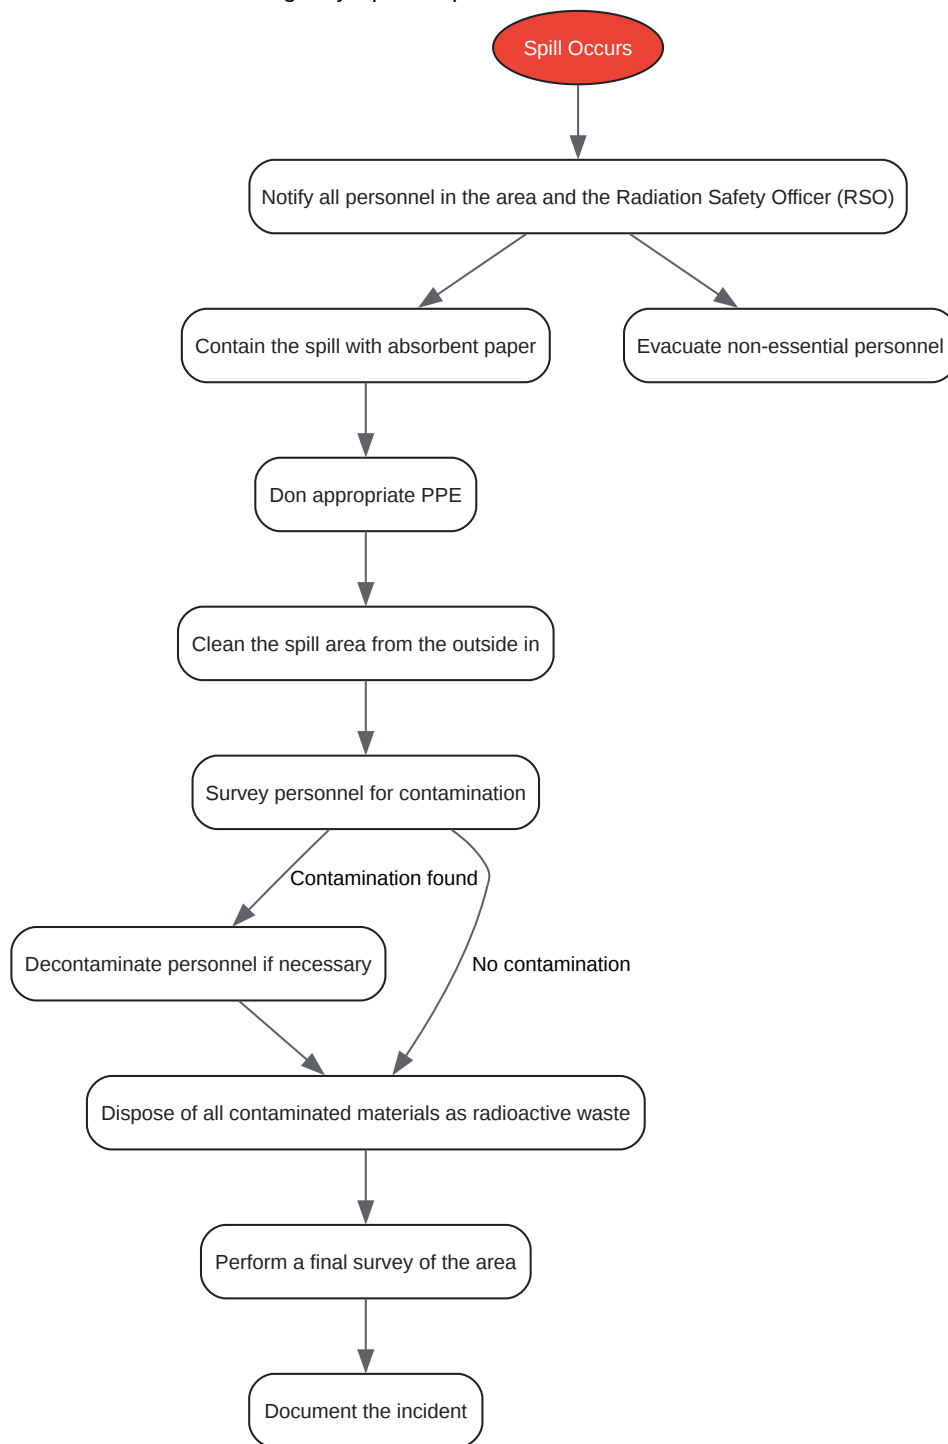 Spill Occurs
Notify all personnel in the area and the Radiation Safety Officer (RSO)
Contain the spill with absorbent paper
Evacuate non-essential personnel
Don appropriate PPE
Clean the spill area from the outside in
Survey personnel for contamination
Contamination found
Decontaminate personnel if necessary
No contamination
Dispose of all contaminated materials as radioactive waste
Perform a final survey of the area
Document the incident